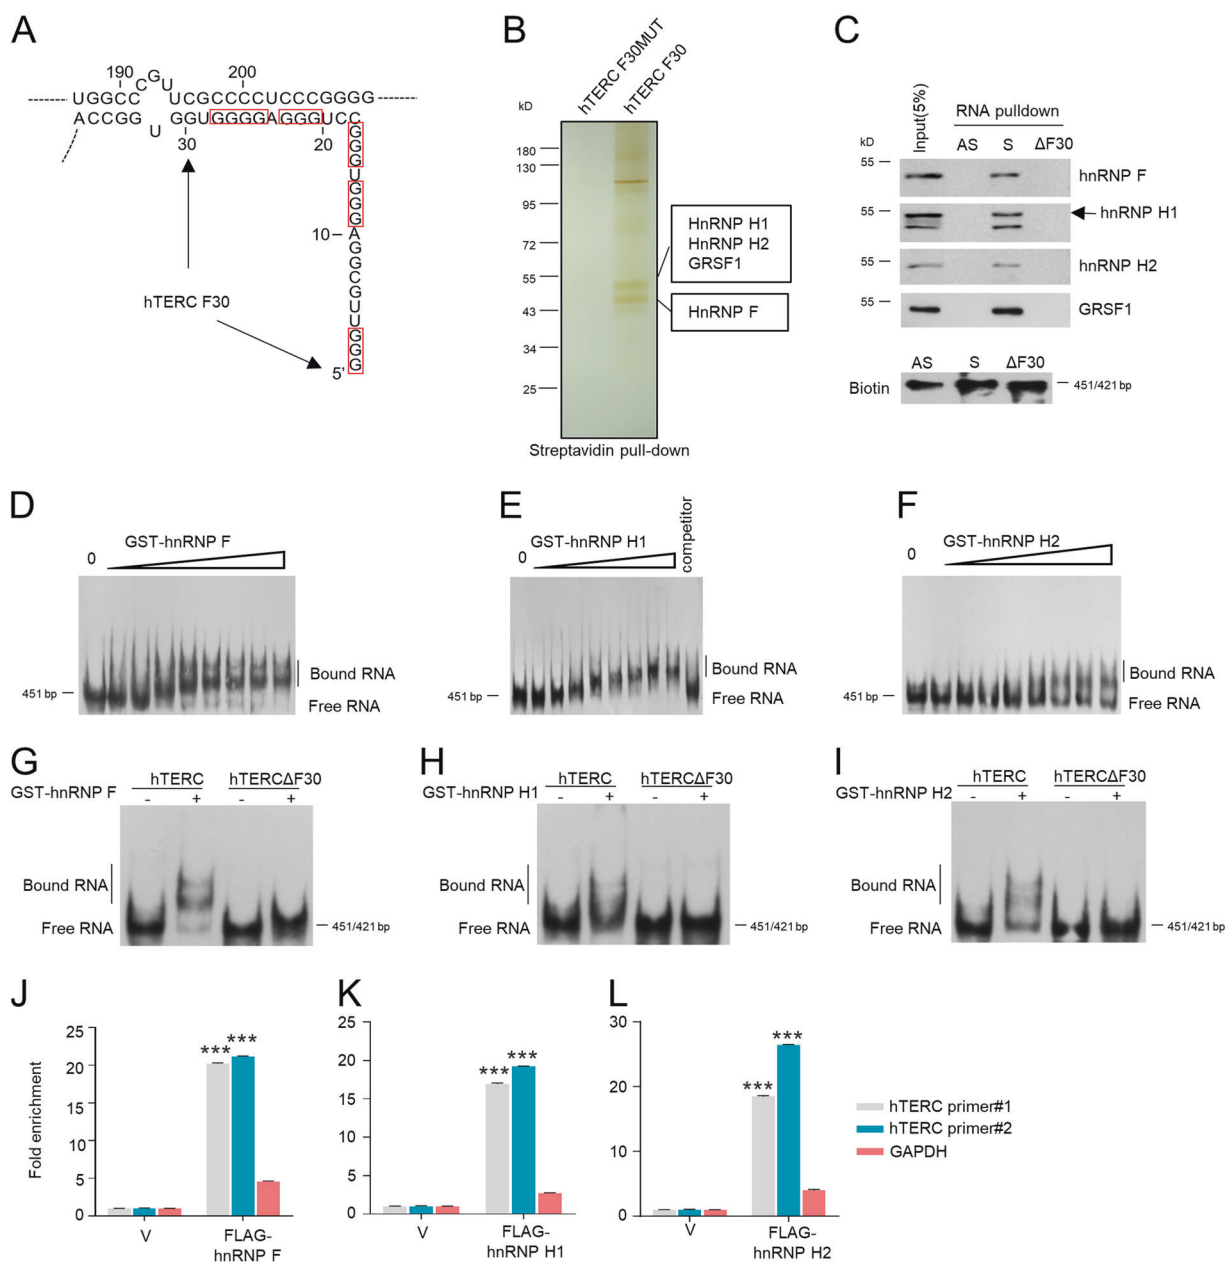 A
190
200
UGGCC
C
G
U
UCGCCCCUCCCGGGG
ACCGG
U
GGUGGGGAGGGUCC
30
20
G
G
G
U
G
G
G
10
A
G
G
C
G
U
U
G
G
G
5'
hTERC F30
B
hTERC F30MUT
hTERC F30
kD
180
130
95
72
55
43
34
25
HnRNP H1
HnRNP H2
GRSF1
HnRNP F
Streptavidin pull-down
C
Input(5%)
RNA pulldown
kD
AS S ΔF30
55
hnRNP F
55
hnRNP H1
55
hnRNP H2
55
GRSF1
AS S ΔF30
Biotin
451/421 bp
D
GST-hnRNP F
0
451 bp
Bound RNA
Free RNA
E
GST-hnRNP H1
0
competitor
451 bp
Bound RNA
Free RNA
F
GST-hnRNP H2
0
451 bp
Bound RNA
Free RNA
G
hTERC hTERCΔF30
GST-hnRNP F - + - +
Bound RNA
Free RNA
451/421 bp
H
hTERC hTERCΔF30
GST-hnRNP H1 - + - +
Bound RNA
Free RNA
451/421 bp
I
hTERC hTERCΔF30
GST-hnRNP H2 - + - +
Bound RNA
Free RNA
451/421 bp
J
Fold enrichment
25
20
15
10
5
0
*** ***
V
FLAG-
hnRNP F
K
25
20
15
10
5
0
*** ***
V
FLAG-
hnRNP H1
L
30
20
10
0
*** ***
V
FLAG-
hnRNP H2
hTERC primer#1
hTERC primer#2
GAPDH